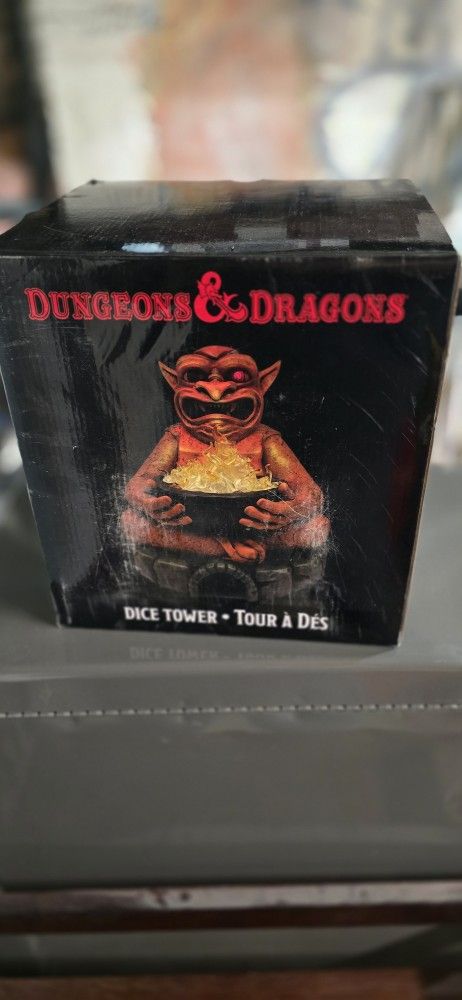 DUNGEONS & DRAGONS
DICE TOWER • TOUR À DÉS